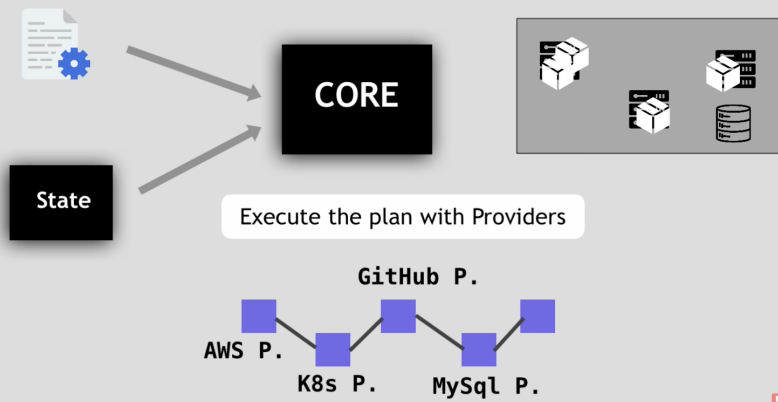 CORE
State
Execute the plan with Providers
GitHub P.
AWS P.
K8s P.
MySql P.